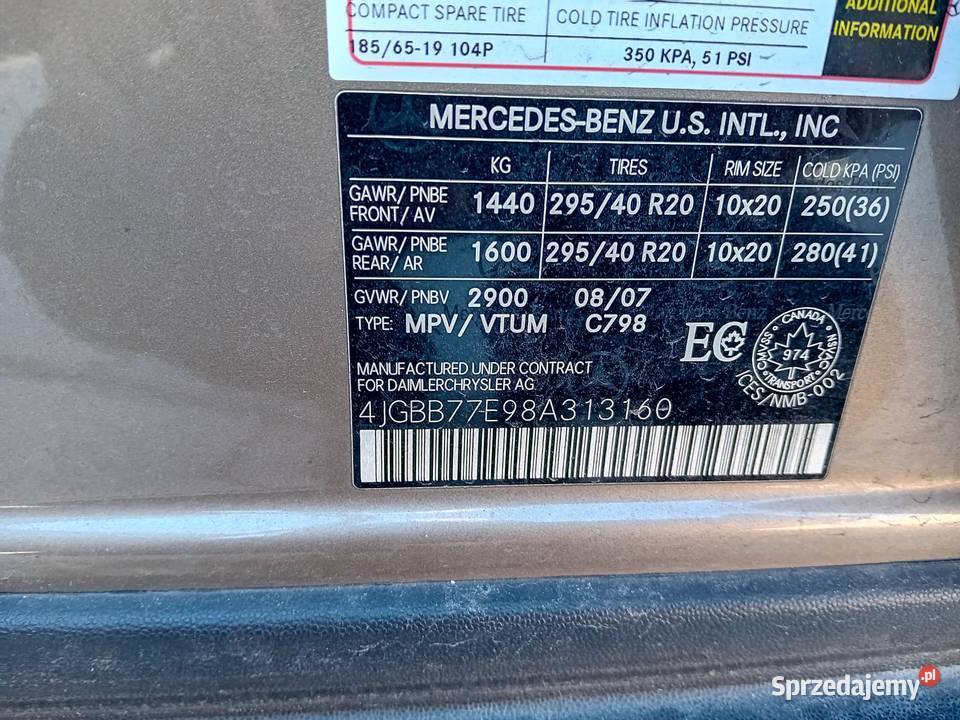 COMPACT SPARE TIRE COLD TIRE INFLATION PRESSURE
185/65-19 104P 350 KPA, 51 PSI
ADDITIONAL
INFORMATION
MERCEDES-BENZ U.S. INTL., INC
KG TIRES RIM SIZE COLD KPA (PSI)
GAWR/ PNBE
FRONT/ AV 1440 295/40 R20 10x20 250(36)
GAWR/ PNBE
REAR/ AR 1600 295/40 R20 10x20 280(41)
GVWR/ PNBV 2900 08/07
TYPE: MPV/ VTUM C798
EC
CANADA
CMVSS
974
NSVAC
TRANSPORT
ICES/NMB-002
MANUFACTURED UNDER CONTRACT
FOR DAIMLERCHRYSLER AG
4JGBB77E98A313160
Sprzedajemy.pl